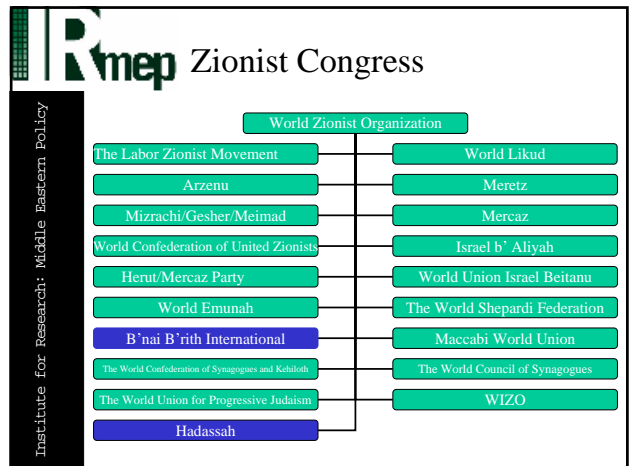 IRmep Zionist Congress
Institute for Research: Middle Eastern Policy
World Zionist Organization
The Labor Zionist Movement
World Likud
Arzenu
Meretz
Mizrachi/Gesher/Meimad
Mercaz
World Confederation of United Zionists
Israel b' Aliyah
Herut/Mercaz Party
World Union Israel Beitanu
World Emunah
The World Shepardi Federation
B'nai B'rith International
Maccabi World Union
The World Confederation of Synagogues and Kehiloth
The World Council of Synagogues
The World Union for Progressive Judaism
WIZO
Hadassah